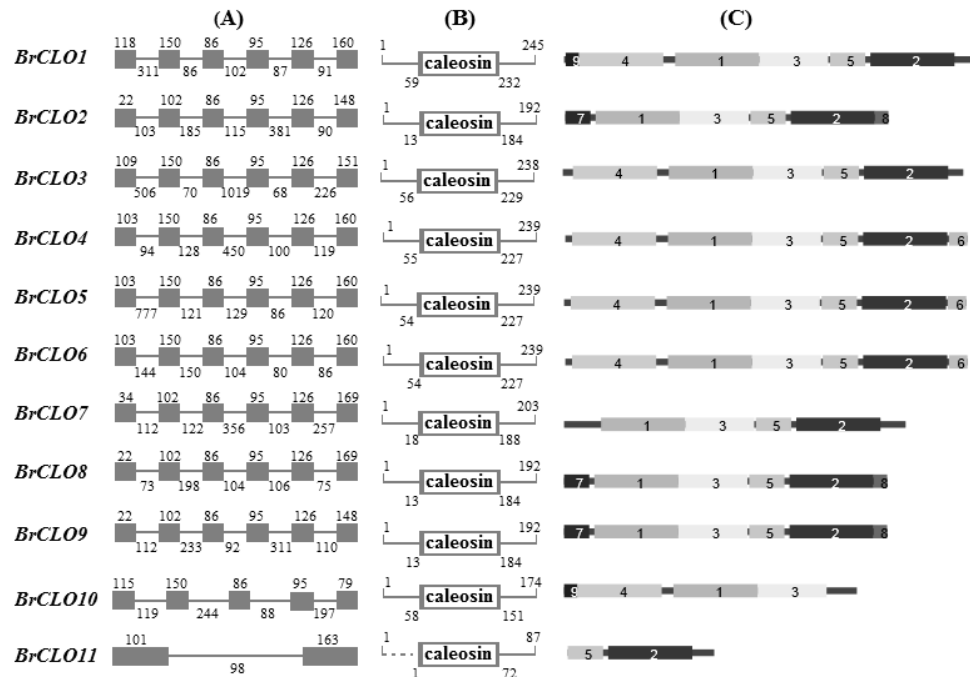 (A) (B) (C)
118 150 86 95 126 160 1 245
BrCLO1 caleosin 9 4 1 3 5 2
311 86 102 87 91 59 232
22 102 86 95 126 148 1 192
BrCLO2 caleosin 7 1 3 5 2 8
103 185 115 381 90 13 184
109 150 86 95 126 151 1 238
BrCLO3 caleosin 4 1 3 5 2
506 70 1019 68 226 56 229
103 150 86 95 126 160 1 239
BrCLO4 caleosin 4 1 3 5 2 6
94 128 450 100 119 55 227
103 150 86 95 126 160 1 239
BrCLO5 caleosin 4 1 3 5 2 6
777 121 129 86 120 54 227
103 150 86 95 126 160 1 239
BrCLO6 caleosin 4 1 3 5 2 6
144 150 104 80 86 54 227
34 102 86 95 126 169 1 203
BrCLO7 caleosin 1 3 5 2
112 122 356 103 257 18 188
22 102 86 95 126 169 1 192
BrCLO8 caleosin 7 1 3 5 2 8
73 198 104 106 75 13 184
22 102 86 95 126 148 1 192
BrCLO9 caleosin 7 1 3 5 2 8
112 233 92 311 110 13 184
115 150 86 95 79 1 174
BrCLO10 caleosin 9 4 1 3
119 244 88 197 58 151
101 163 1 87
BrCLO11 caleosin 5 2
98 1 72